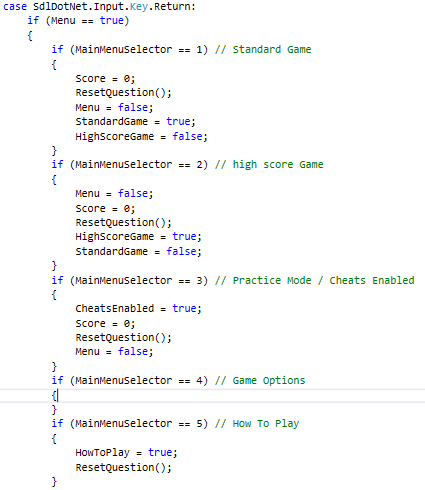 case SdlDotNet.Input.Key.Return:
    if (Menu == true)
    {
        if (MainMenuSelector == 1) // Standard Game
        {
            Score = 0;
            ResetQuestion();
            Menu = false;
            StandardGame = true;
            HighScoreGame = false;
        }
        if (MainMenuSelector == 2) // high score Game
        {
            Menu = false;
            Score = 0;
            ResetQuestion();
            HighScoreGame = true;
            StandardGame = false;
        }
        if (MainMenuSelector == 3) // Practice Mode / Cheats Enabled
        {
            CheatsEnabled = true;
            Score = 0;
            ResetQuestion();
            Menu = false;
        }
        if (MainMenuSelector == 4) // Game Options
        {
        }
        if (MainMenuSelector == 5) // How To Play
        {
            HowToPlay = true;
            ResetQuestion();
        }